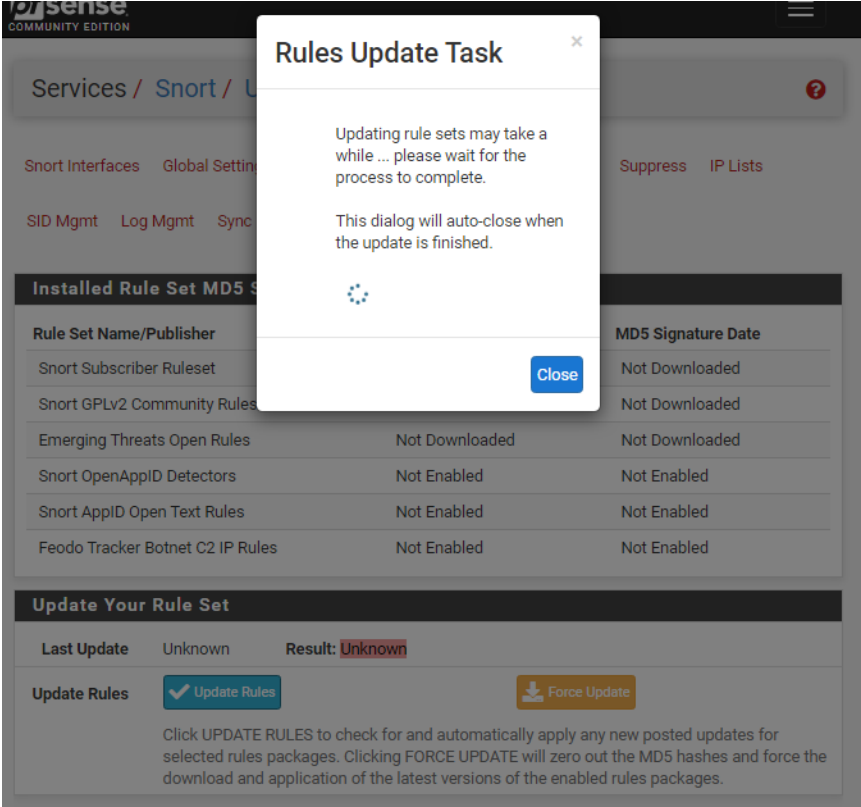 pfsense
COMMUNITY EDITION
Services / Snort / U
Rules Update Task
×
Updating rule sets may take a
while ... please wait for the
process to complete.
This dialog will auto-close when
the update is finished.
Close
Snort Interfaces Global Setting Suppress IP Lists
SID Mgmt Log Mgmt Sync
Installed Rule Set MD5 S
Rule Set Name/Publisher MD5 Signature Date
Snort Subscriber Ruleset Not Downloaded
Snort GPLv2 Community Rules Not Downloaded
Emerging Threats Open Rules Not Downloaded Not Downloaded
Snort OpenAppID Detectors Not Enabled Not Enabled
Snort AppID Open Text Rules Not Enabled Not Enabled
Feodo Tracker Botnet C2 IP Rules Not Enabled Not Enabled
Update Your Rule Set
Last Update Unknown Result: Unknown
Update Rules Update Rules Force Update
Click UPDATE RULES to check for and automatically apply any new posted updates for
selected rules packages. Clicking FORCE UPDATE will zero out the MD5 hashes and force the
download and application of the latest versions of the enabled rules packages.